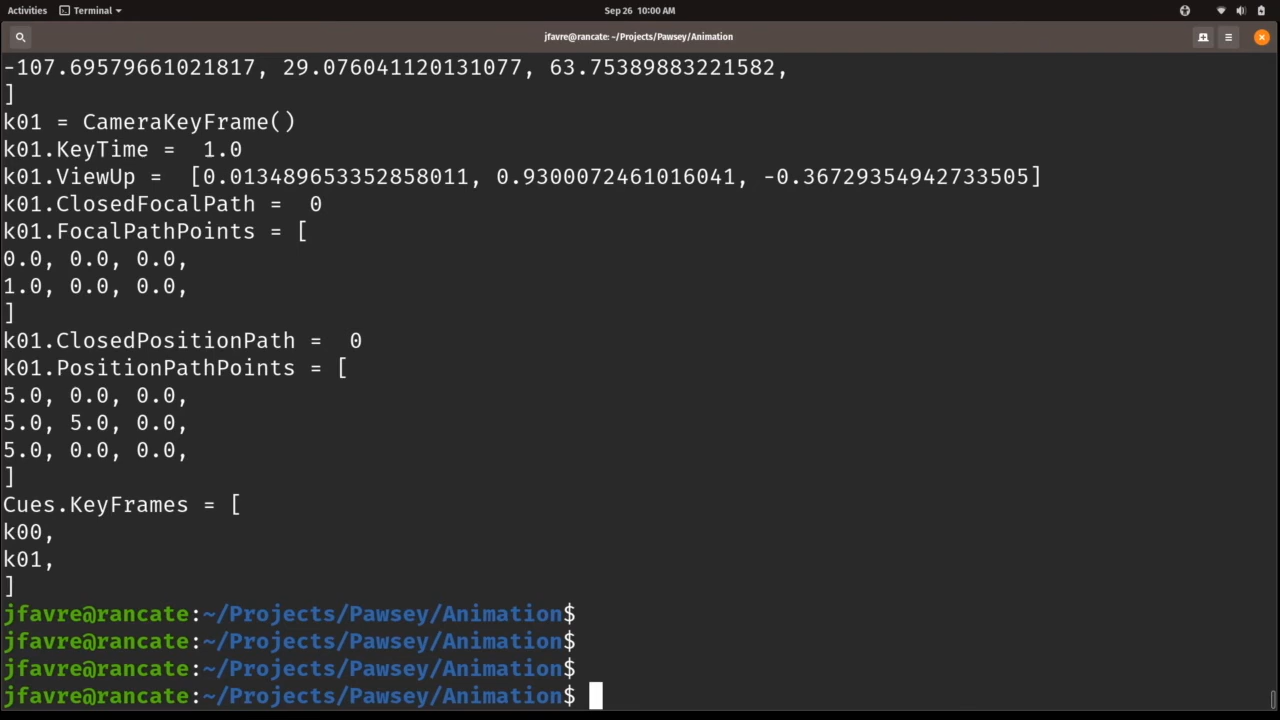 Activities Terminal Sep 26 10:00 AM
jfavre@rancate: ~/Projects/Pawsey/Animation
-107.69579661021817, 29.076041120131077, 63.75389883221582,
]
k01 = CameraKeyFrame()
k01.KeyTime =  1.0
k01.ViewUp =  [0.013489653352858011, 0.9300072461016041, -0.36729354942733505]
k01.ClosedFocalPath =  0
k01.FocalPathPoints = [
0.0, 0.0, 0.0,
1.0, 0.0, 0.0,
]
k01.ClosedPositionPath =  0
k01.PositionPathPoints = [
5.0, 0.0, 0.0,
5.0, 5.0, 0.0,
5.0, 0.0, 0.0,
]
Cues.KeyFrames = [
k00,
k01,
]
jfavre@rancate:~/Projects/Pawsey/Animation$
jfavre@rancate:~/Projects/Pawsey/Animation$
jfavre@rancate:~/Projects/Pawsey/Animation$
jfavre@rancate:~/Projects/Pawsey/Animation$